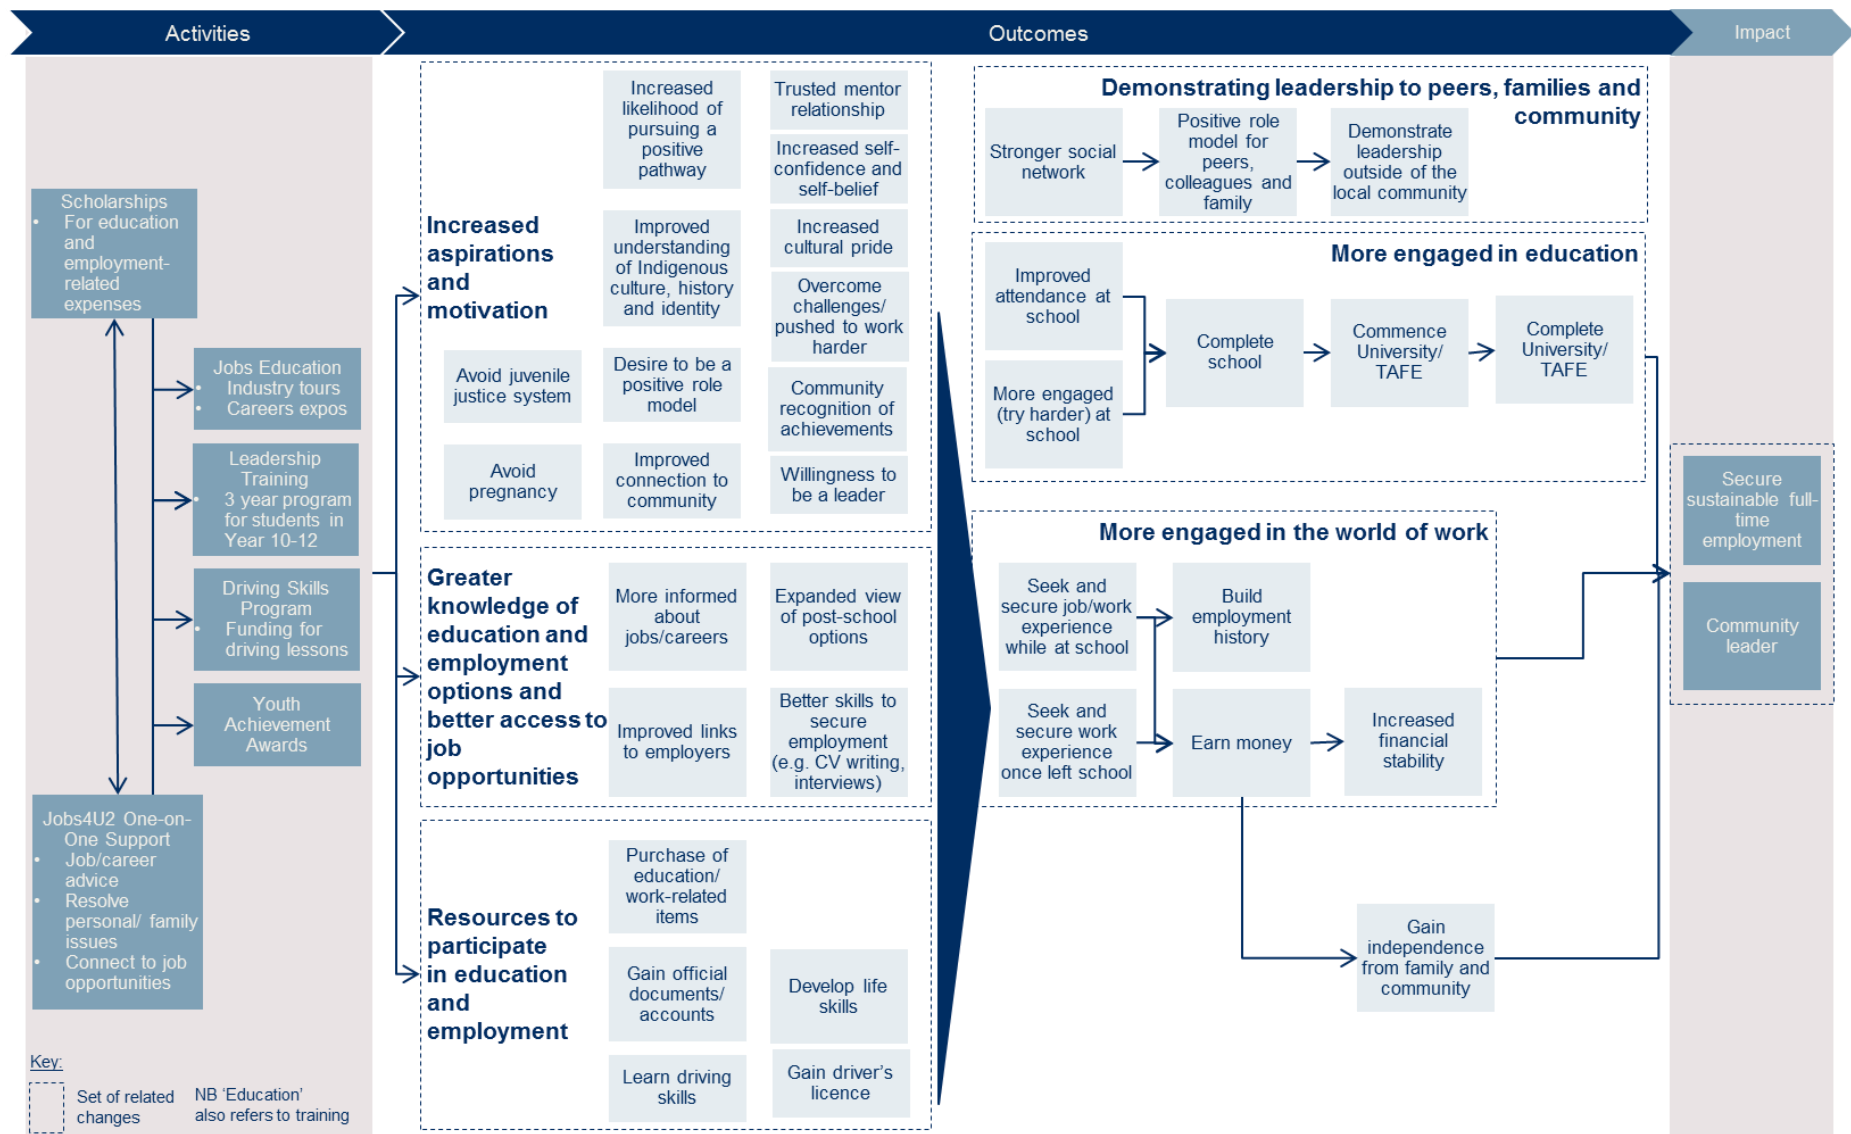 Activities
Outcomes
Impact
Scholarships
• For education
and
employment-
related
expenses
Jobs Education
• Industry tours
• Careers expos
Leadership
Training
• 3 year program
for students in
Year 10-12
Driving Skills
Program
• Funding for
driving lessons
Youth
Achievement
Awards
Jobs4U2 One-on-
One Support
• Job/career
advice
• Resolve
personal/ family
issues
• Connect to job
opportunities
Key:
Set of related
changes
NB ‘Education’
also refers to training
Increased
aspirations
and
motivation
Increased
likelihood of
pursuing a
positive
pathway
Trusted mentor
relationship
Increased self-
confidence and
self-belief
Improved
understanding
of Indigenous
culture, history
and identity
Increased
cultural pride
Overcome
challenges/
pushed to work
harder
Avoid juvenile
justice system
Desire to be a
positive role
model
Community
recognition of
achievements
Avoid
pregnancy
Improved
connection to
community
Willingness to
be a leader
Greater
knowledge of
education and
employment
options and
better access to
job
opportunities
More informed
about
jobs/careers
Expanded view
of post-school
options
Improved links
to employers
Better skills to
secure
employment
(e.g. CV writing,
interviews)
Resources to
participate
in education
and
employment
Purchase of
education/
work-related
items
Gain official
documents/
accounts
Develop life
skills
Learn driving
skills
Gain driver’s
licence
Demonstrating leadership to peers, families and
community
Stronger social
network
Positive role
model for
peers,
colleagues and
family
Demonstrate
leadership
outside of the
local community
More engaged in education
Improved
attendance at
school
More engaged
(try harder) at
school
Complete
school
Commence
University/
TAFE
Complete
University/
TAFE
More engaged in the world of work
Seek and
secure job/work
experience
while at school
Build
employment
history
Seek and
secure work
experience
once left school
Earn money
Increased
financial
stability
Gain
independence
from family and
community
Secure
sustainable full-
time
employment
Community
leader